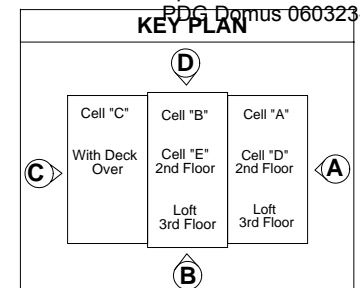 RDG Domus 060323
KEY PLAN
D
Cell "C"
With Deck
Over
Cell "B"
Cell "E"
2nd Floor
Loft
3rd Floor
Cell "A"
Cell "D"
2nd Floor
Loft
3rd Floor
C
A
B